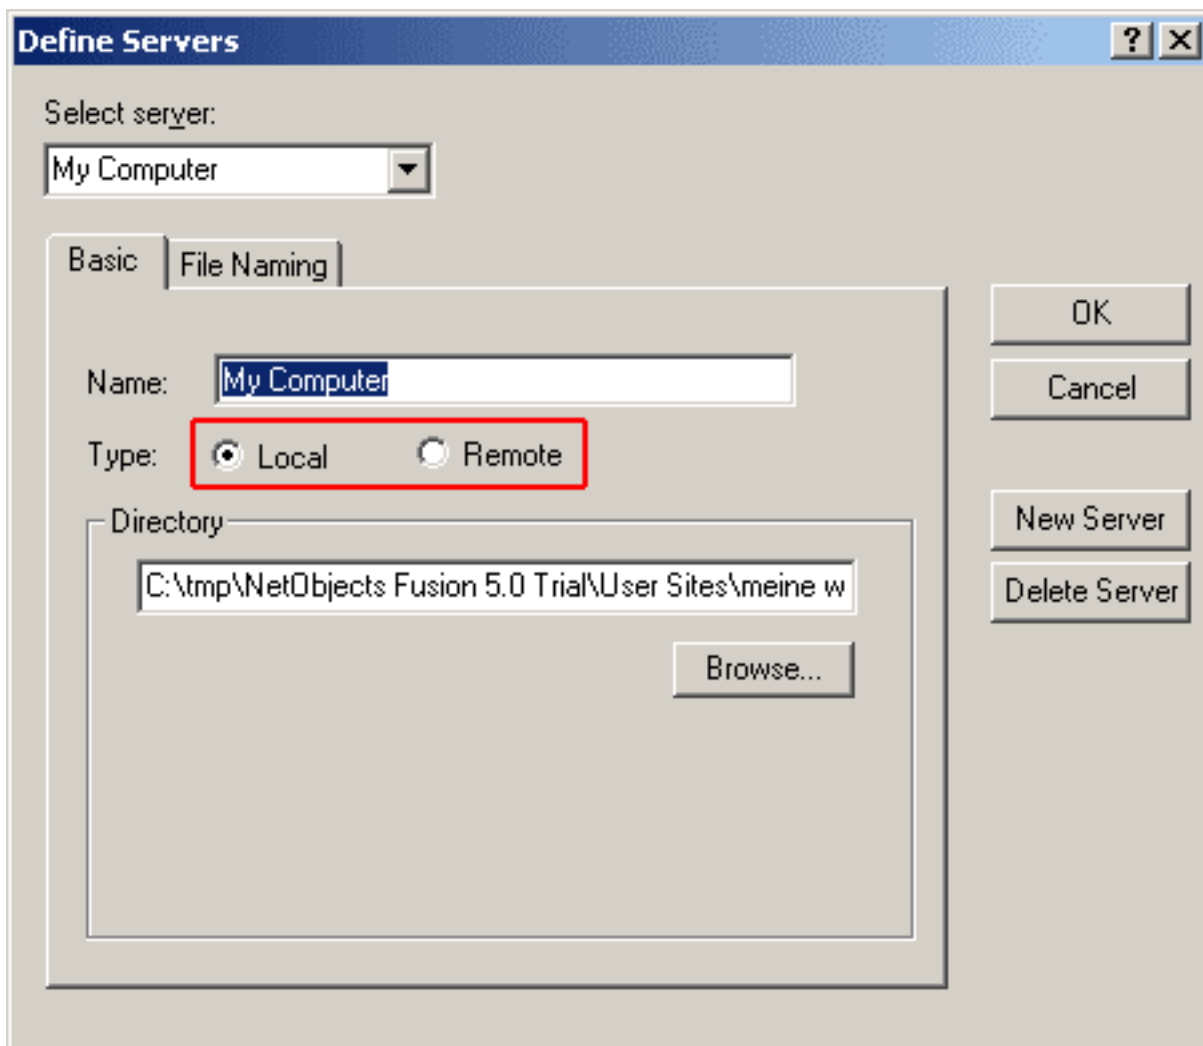 Define Servers
Select server:
My Computer
Basic
File Naming
Name:
My Computer
Type:
Local
Remote
Directory
C:\tmp\NetObjects Fusion 5.0 Trial\User Sites\meine w
Browse...
OK
Cancel
New Server
Delete Server